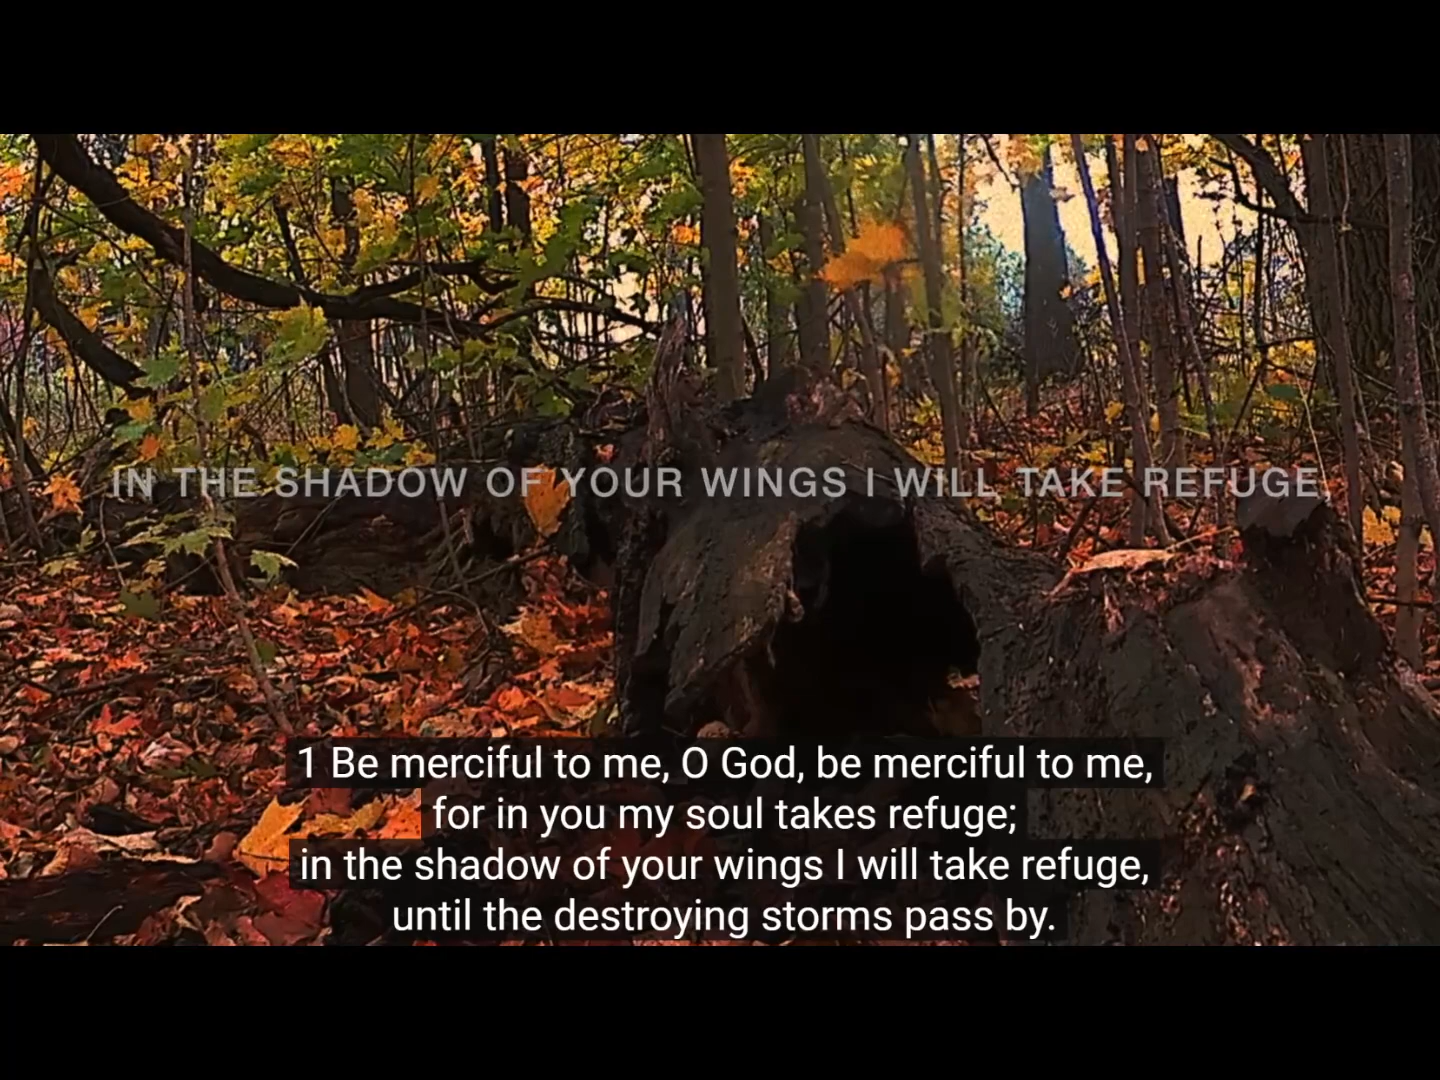 IN THE SHADOW OF YOUR WINGS I WILL TAKE REFUGE,
1 Be merciful to me, O God, be merciful to me,
for in you my soul takes refuge;
in the shadow of your wings I will take refuge,
until the destroying storms pass by.